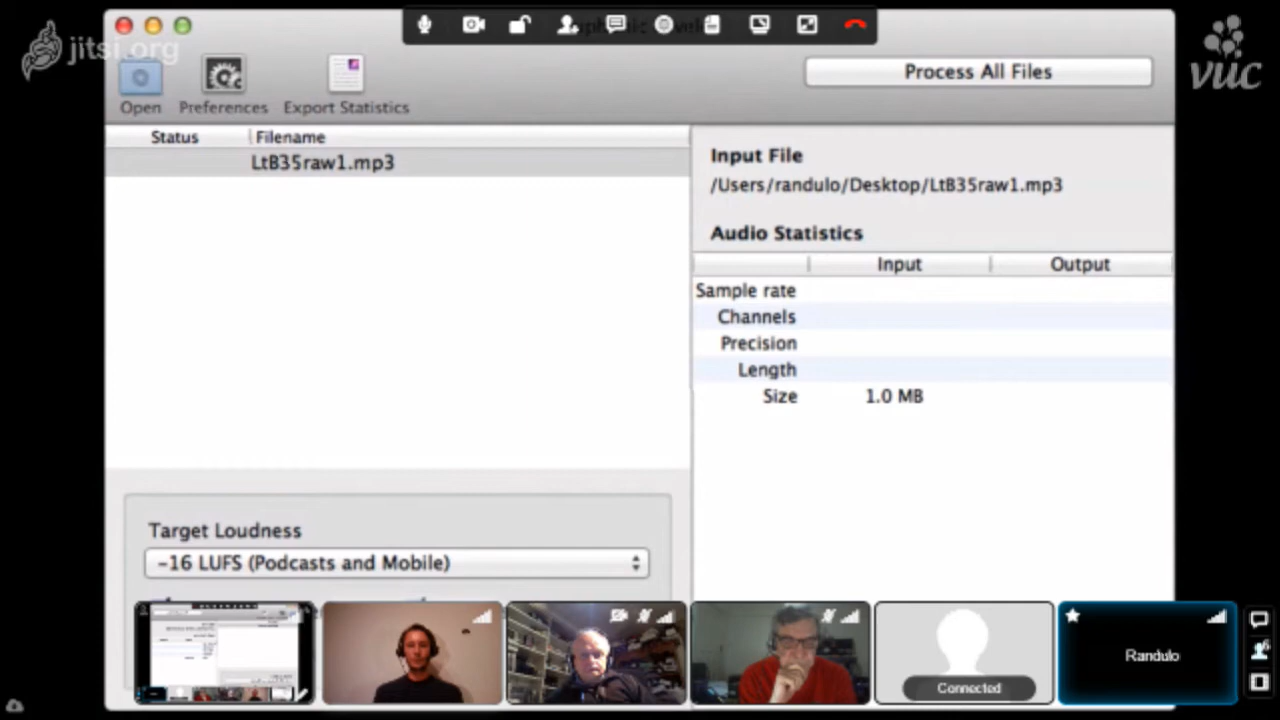 jitsi.org
vuc
Process All Files
Open Preferences Export Statistics
Status Filename
LtB35raw1.mp3
Input File
/Users/randulo/Desktop/LtB35raw1.mp3
Audio Statistics
Input Output
Sample rate
Channels
Precision
Length
Size 1.0 MB
Target Loudness
-16 LUFS (Podcasts and Mobile)
Connected
Randulo